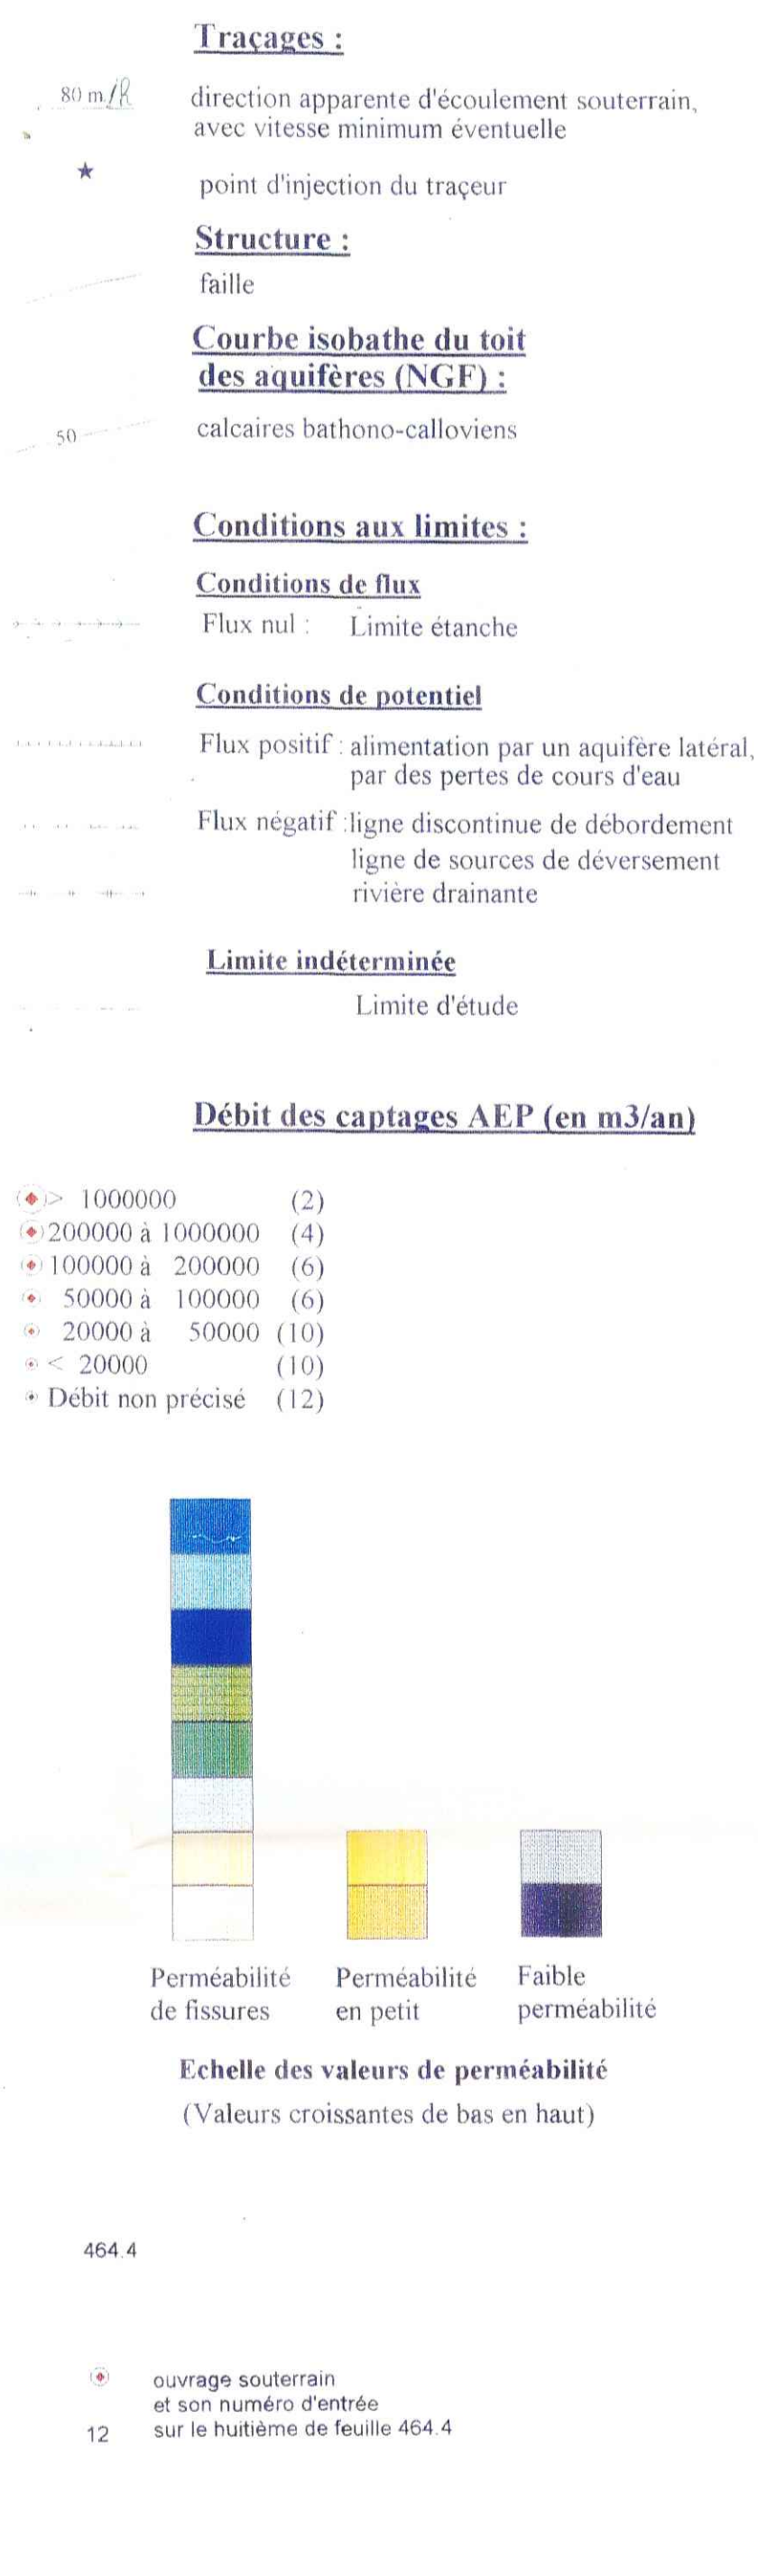 Traçages :
80 m/h
direction apparente d'écoulement souterrain,
avec vitesse minimum éventuelle
point d'injection du traçeur
Structure :
faille
Courbe isobathe du toit
des aquifères (NGF) :
50
calcaires bathono-calloviens
Conditions aux limites :
Conditions de flux
Flux nul : Limite étanche
Conditions de potentiel
Flux positif : alimentation par un aquifère latéral,
par des pertes de cours d'eau
Flux négatif :ligne discontinue de débordement
ligne de sources de déversement
rivière drainante
Limite indéterminée
Limite d'étude
Débit des captages AEP (en m3/an)
> 1000000 (2)
200000 à 1000000 (4)
100000 à 200000 (6)
50000 à 100000 (6)
20000 à 50000 (10)
< 20000 (10)
Débit non précisé (12)
Perméabilité de fissures
Perméabilité en petit
Faible perméabilité
Echelle des valeurs de perméabilité
(Valeurs croissantes de bas en haut)
464.4
ouvrage souterrain
et son numéro d'entrée
12 sur le huitième de feuille 464.4